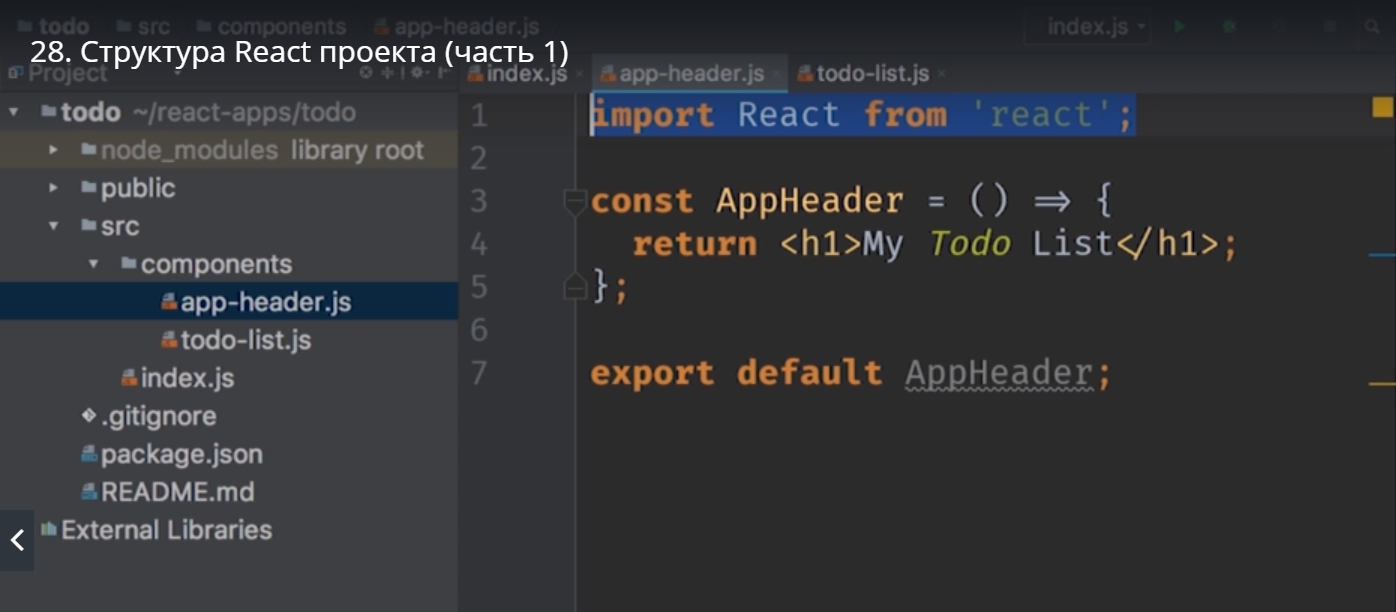 todo src components app-header.js index.js
28. Структура React проекта (часть 1)
Project index.js app-header.js todo-list.js
todo ~/react-apps/todo
node_modules library root
public
src
components
app-header.js
todo-list.js
index.js
.gitignore
package.json
README.md
External Libraries
1 import React from 'react';
2
3 const AppHeader = () => {
4 return <h1>My Todo List</h1>;
5 };
6
7 export default AppHeader;